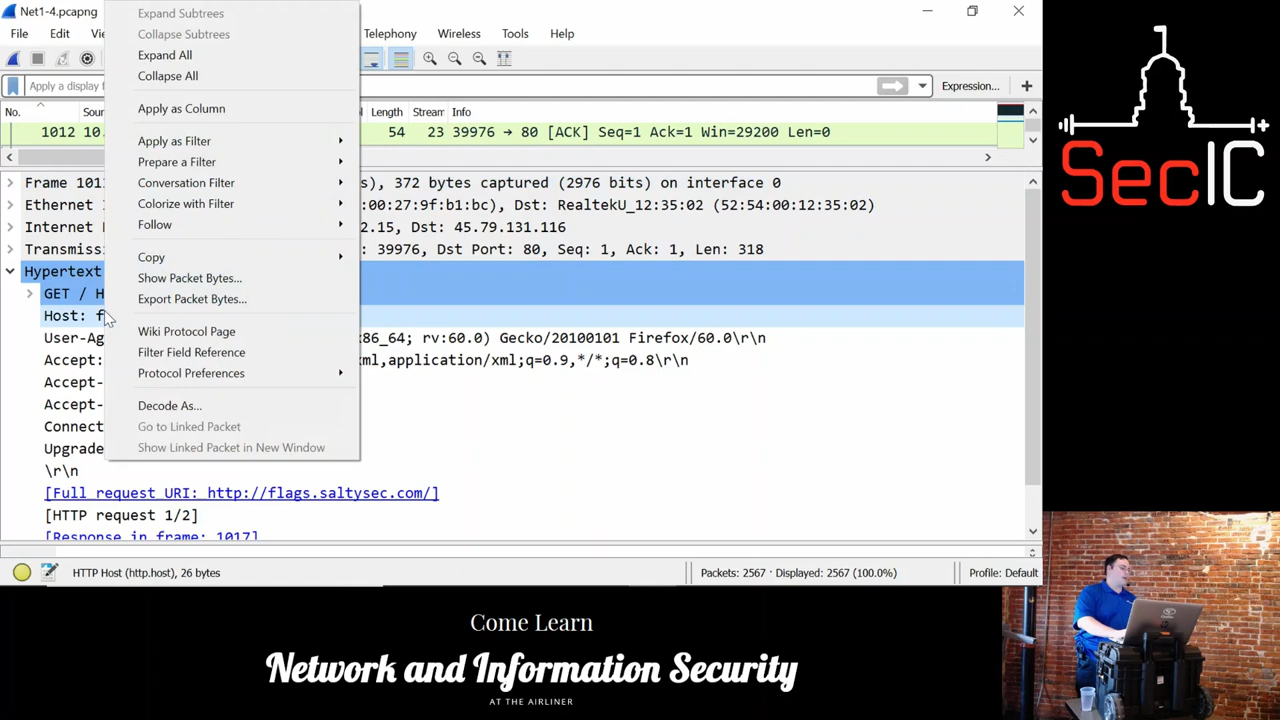 Net1-4.pcapng
File Edit Telephony Wireless Tools Help
Apply a display f
Expression...
No. Sour Length Stream Info
1012 10. 54 23 39976 → 80 [ACK] Seq=1 Ack=1 Win=29200 Len=0
Expand Subtrees
Collapse Subtrees
Expand All
Collapse All
Apply as Column
Apply as Filter
Prepare a Filter
Conversation Filter
Colorize with Filter
Follow
Copy
Show Packet Bytes...
Export Packet Bytes...
Wiki Protocol Page
Filter Field Reference
Protocol Preferences
Decode As...
Go to Linked Packet
Show Linked Packet in New Window
s), 372 bytes captured (2976 bits) on interface 0
Ethernet :00:27:9f:b1:bc), Dst: RealtekU_12:35:02 (52:54:00:12:35:02)
Internet 2.15, Dst: 45.79.131.116
Transmiss : 39976, Dst Port: 80, Seq: 1, Ack: 1, Len: 318
Hypertext
GET / H
Host: f
User-Ag 86_64; rv:60.0) Gecko/20100101 Firefox/60.0\r\n
Accept: ml,application/xml;q=0.9,*/*;q=0.8\r\n
Accept-
Accept-
Connect
Upgrade
\r\n
[Full request URI: http://flags.saltysec.com/]
[HTTP request 1/2]
[Response in frame: 1017]
HTTP Host (http.host), 26 bytes
Packets: 2567 · Displayed: 2567 (100.0%)
Profile: Default
SecIC
Come Learn
Network and Information Security
AT THE AIRLINER